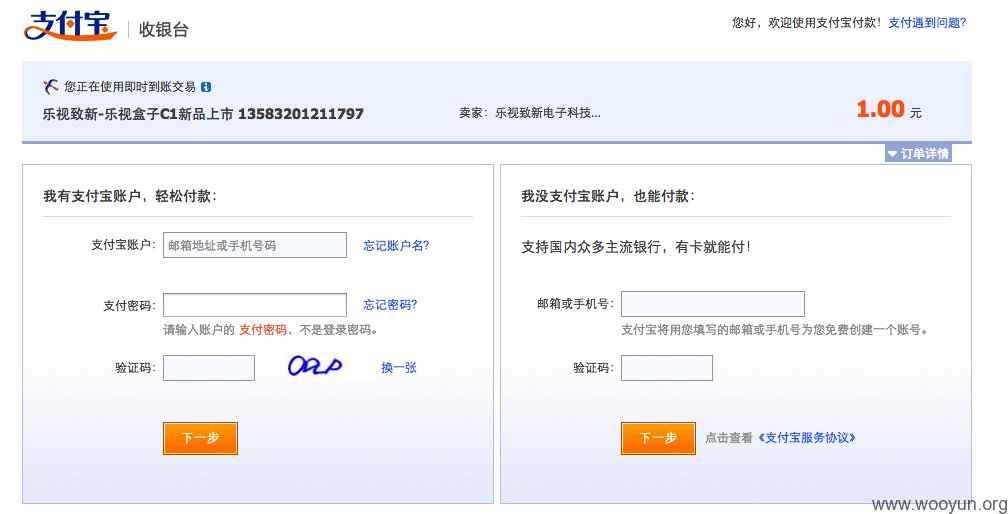 支付宝 | 收银台
您好，欢迎使用支付宝付款！ 支付遇到问题?
您正在使用即时到账交易
乐视致新-乐视盒子C1新品上市 13583201211797
卖家：乐视致新电子科技...
1.00 元
订单详情
我有支付宝账户，轻松付款：
支付宝账户：
邮箱地址或手机号码
忘记账户名?
支付密码：
忘记密码?
请输入账户的 支付密码，不是登录密码。
验证码：
换一张
下一步
我没支付宝账户，也能付款：
支持国内众多主流银行，有卡就能付！
邮箱或手机号：
支付宝将用您填写的邮箱或手机号为您免费创建一个账号。
验证码：
下一步
点击查看 《支付宝服务协议》
www.wooyun.org